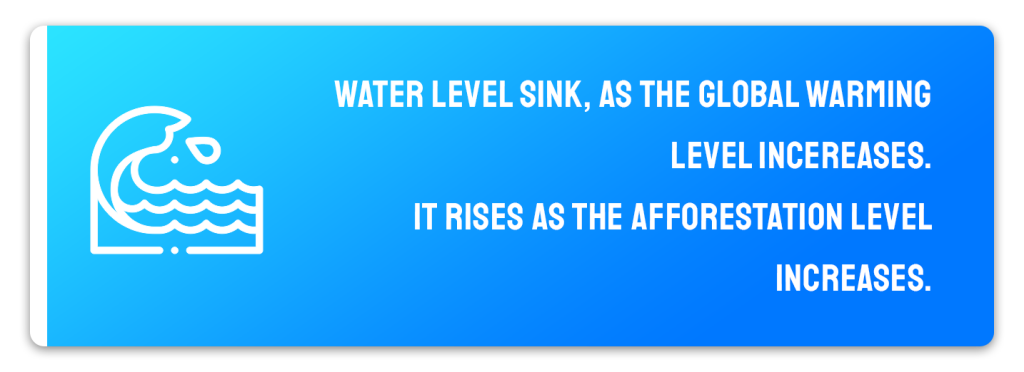 WATER LEVEL SINK, AS THE GLOBAL WARMING
LEVEL INCEREASES.
IT RISES AS THE AFFORESTATION LEVEL
INCREASES.